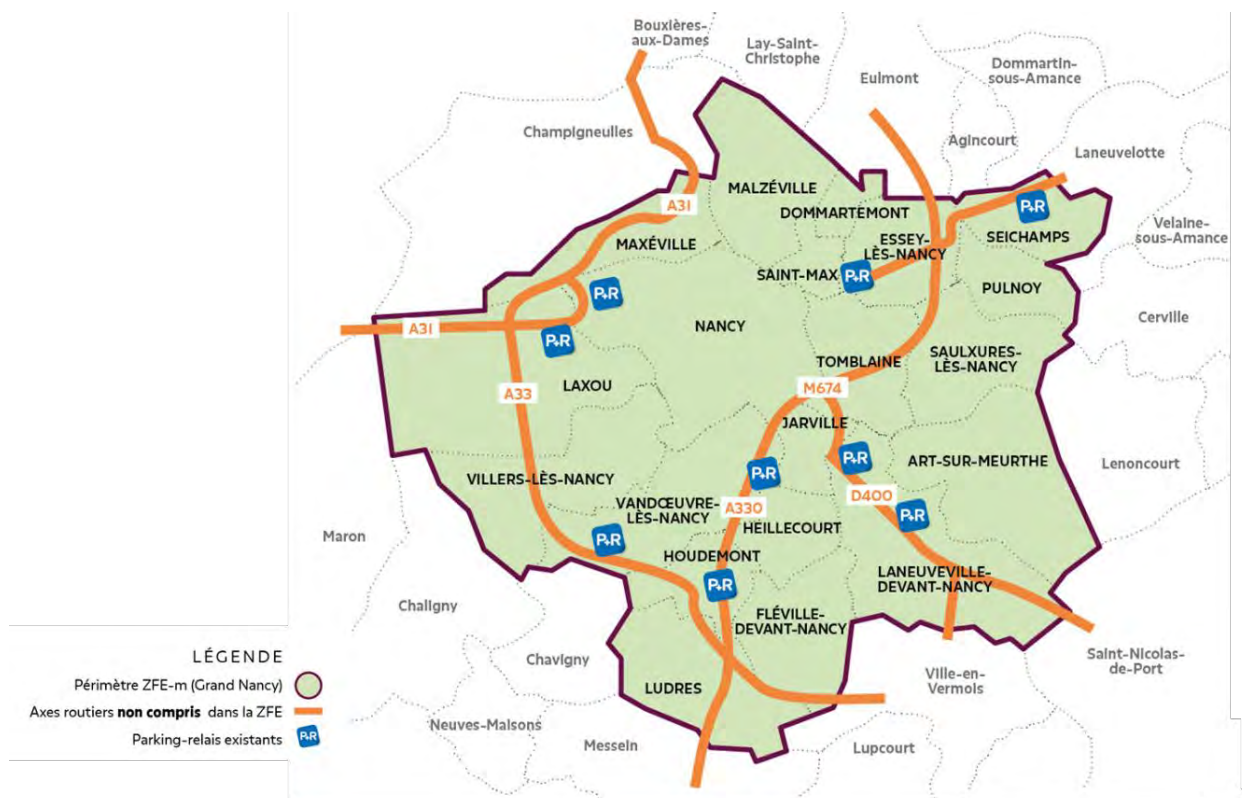 Bouxières-
aux-Dames
Lay-Saint-
Christophe
Eulmont
Dommartin-
sous-Amance
Champigneulles
Agincourt
Laneuvelotte
MALZÉVILLE
A31
DOMMARTEMONT
P+R
Velaine-
sous-Amance
MAXÉVILLE
ESSEY-
LÈS-NANCY
SEICHAMPS
SAINT-MAX
P+R
PULNOY
P+R
Cerville
NANCY
A31
P+R
TOMBLAINE
SAULXURES-
LÈS-NANCY
LAXOU
A33
M674
JARVILLE
P+R
ART-SUR-MEURTHE
Lenoncourt
VILLERS-LÈS-NANCY
P+R
D400
VANDŒUVRE-
LÈS-NANCY
A330
P+R
HEILLECOURT
Maron
P+R
HOUDEMONT
LANEUVEVILLE-
DEVANT-NANCY
P+R
Chaligny
FLÉVILLE-
DEVANT-NANCY
Saint-Nicolas-
de-Port
Chavigny
Ville-en-
Vermois
LUDRES
Neuves-Maisons
Messein
Lupcourt
LÉGENDE
Périmètre ZFE-m (Grand Nancy)
Axes routiers non compris dans la ZFE
Parking-relais existants P+R